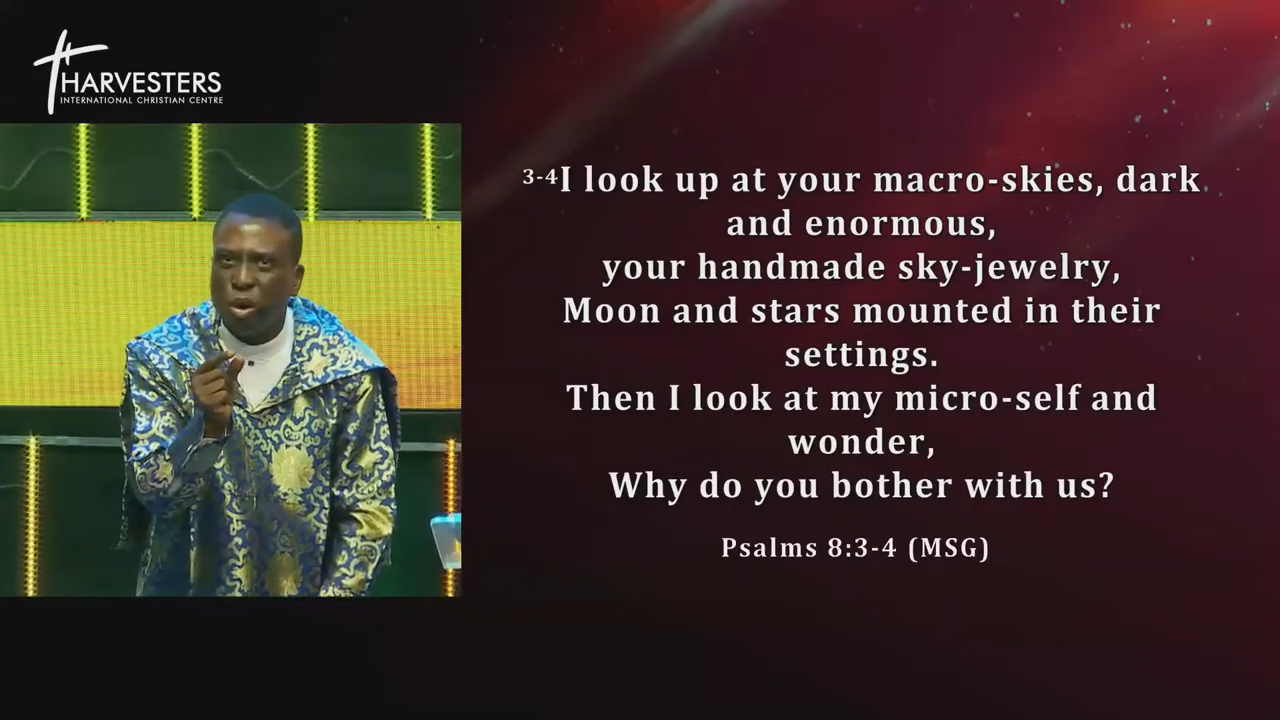 HARVESTERS
INTERNATIONAL CHRISTIAN CENTRE
3-4I look up at your macro-skies, dark
and enormous,
your handmade sky-jewelry,
Moon and stars mounted in their
settings.
Then I look at my micro-self and
wonder,
Why do you bother with us?
Psalms 8:3-4 (MSG)